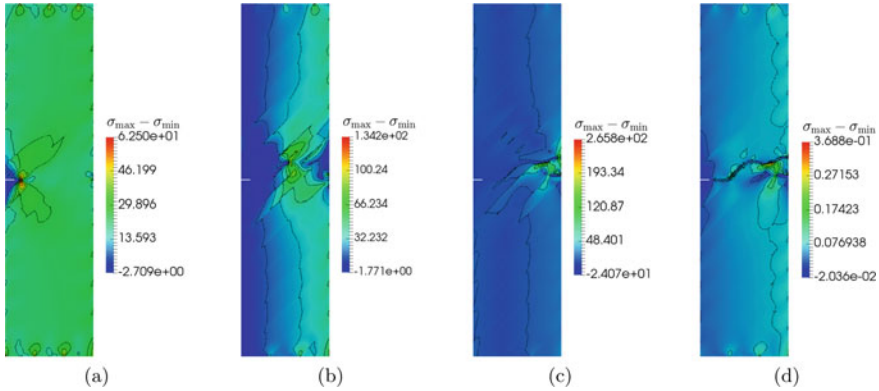 σmax − σmin
6.250e+01
46.199
29.896
13.593
-2.709e+00
σmax − σmin
1.342e+02
100.24
66.234
32.232
-1.771e+00
σmax − σmin
2.658e+02
193.34
120.87
48.401
-2.407e+01
σmax − σmin
3.688e-01
0.27153
0.17423
0.076938
-2.036e-02
(a)
(b)
(c)
(d)